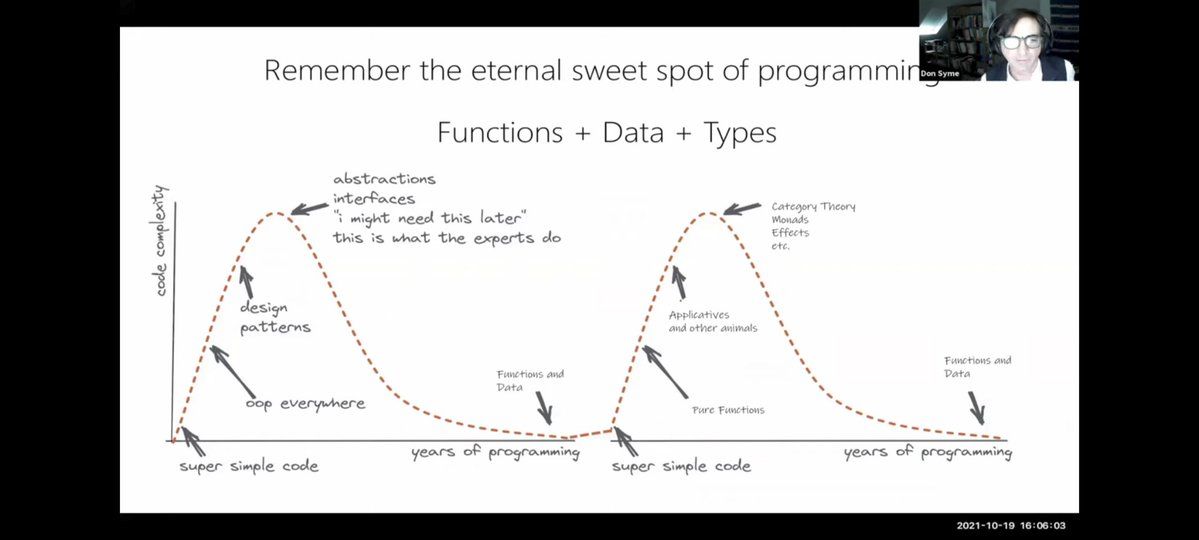 Remember the eternal sweet spot of programming
Don Syme
Functions + Data + Types
code complexity
abstractions
interfaces
"i might need this later"
this is what the experts do
design
patterns
oop everywhere
super simple code
Functions and
Data
years of programming
Category Theory
Monads
Effects
etc.
Applicatives
and other animals
Pure Functions
super simple code
Functions and
Data
years of programming
2021-10-19 16:06:03